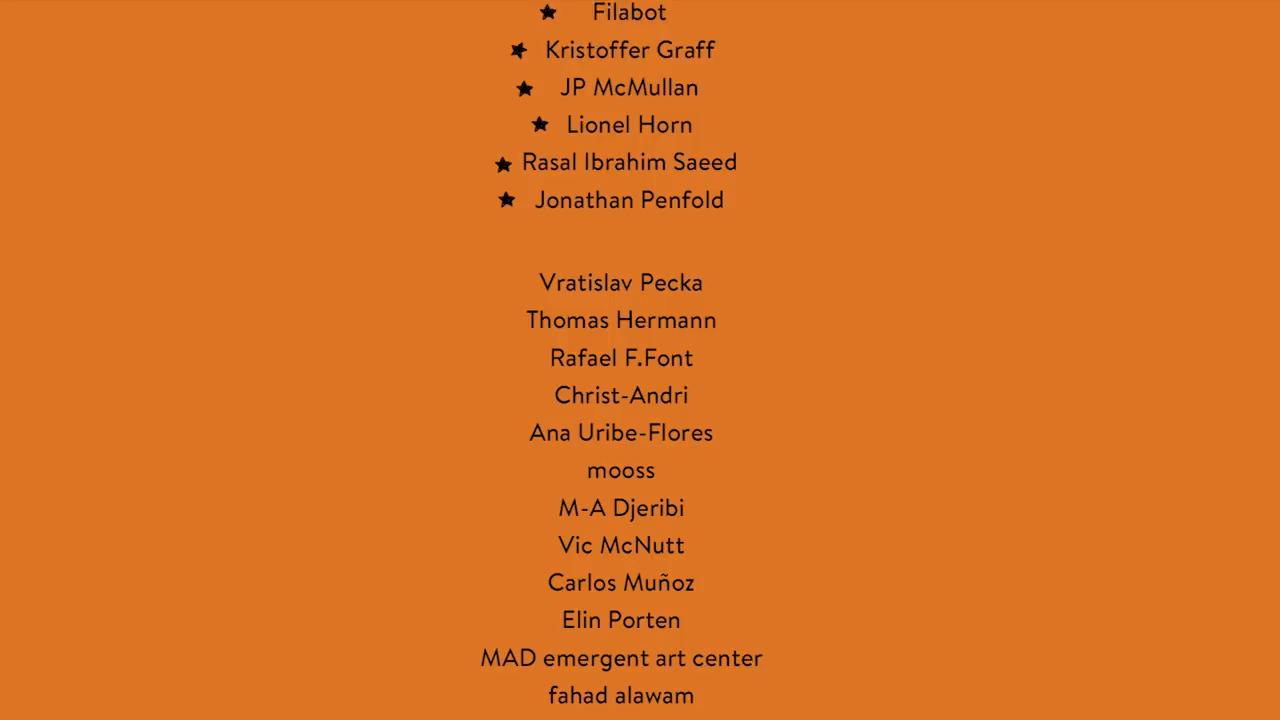 ★ Filabot
★ Kristoffer Graff
★ JP McMullan
★ Lionel Horn
★ Rasal Ibrahim Saeed
★ Jonathan Penfold
Vratislav Pecka
Thomas Hermann
Rafael F.Font
Christ-Andri
Ana Uribe-Flores
mooss
M-A Djeribi
Vic McNutt
Carlos Muñoz
Elin Porten
MAD emergent art center
fahad alawam